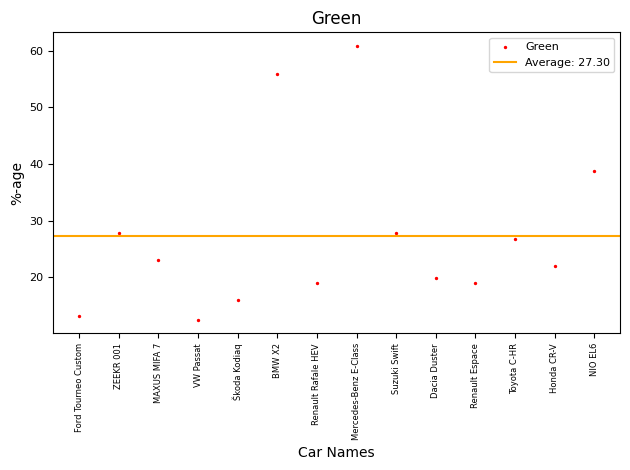 Green
Green
Average: 27.30
%-age
60
50
40
30
20
Ford Tourneo Custom
ZEEKR 001
MAXUS MIFA 7
VW Passat
Škoda Kodiaq
BMW X2
Renault Rafale HEV
Mercedes-Benz E-Class
Suzuki Swift
Dacia Duster
Renault Espace
Toyota C-HR
Honda CR-V
NIO EL6
Car Names